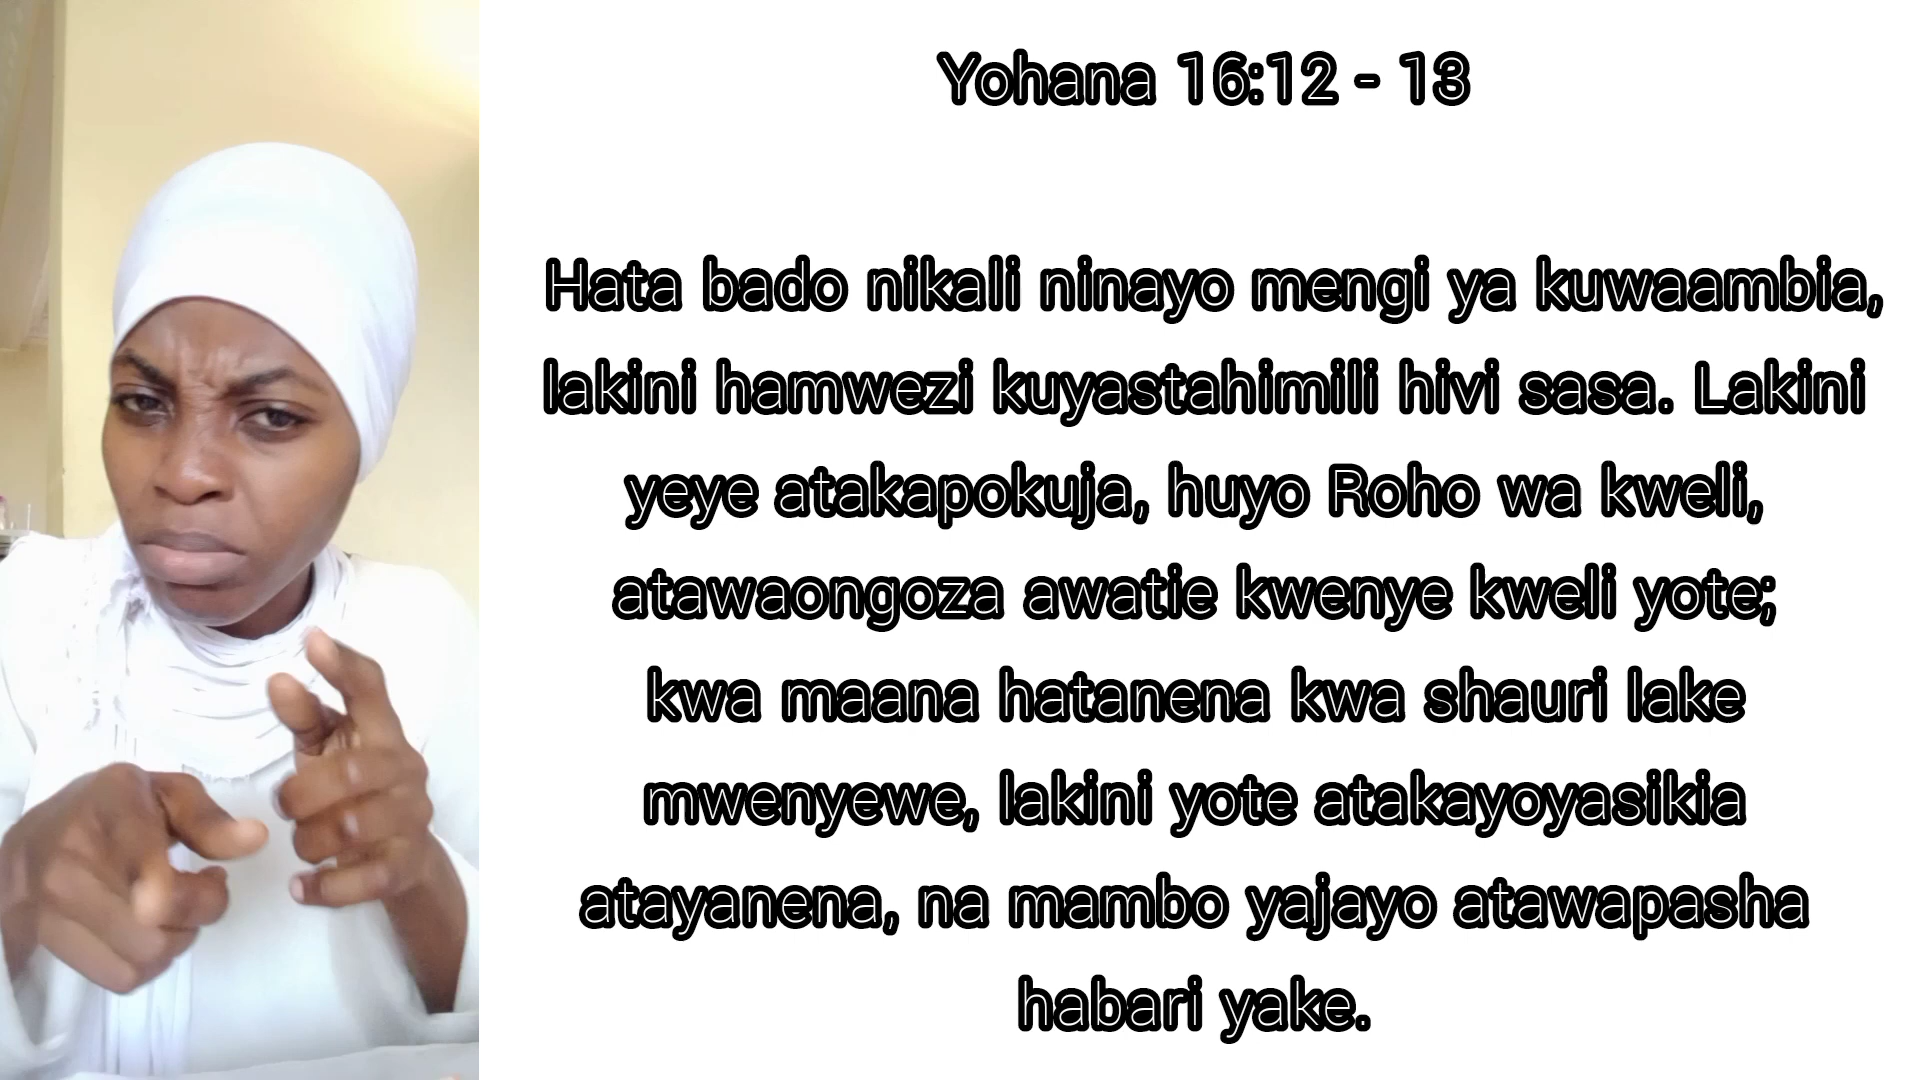 Yohana 16:12 - 13
Hata bado nikali ninayo mengi ya kuwaambia,
lakini hamwezi kuyastahimili hivi sasa. Lakini
yeye atakapokuja, huyo Roho wa kweli,
atawaongoza awatie kwenye kweli yote;
kwa maana hatanena kwa shauri lake
mwenyewe, lakini yote atakayoyasikia
atayanena, na mambo yajayo atawapasha
habari yake.